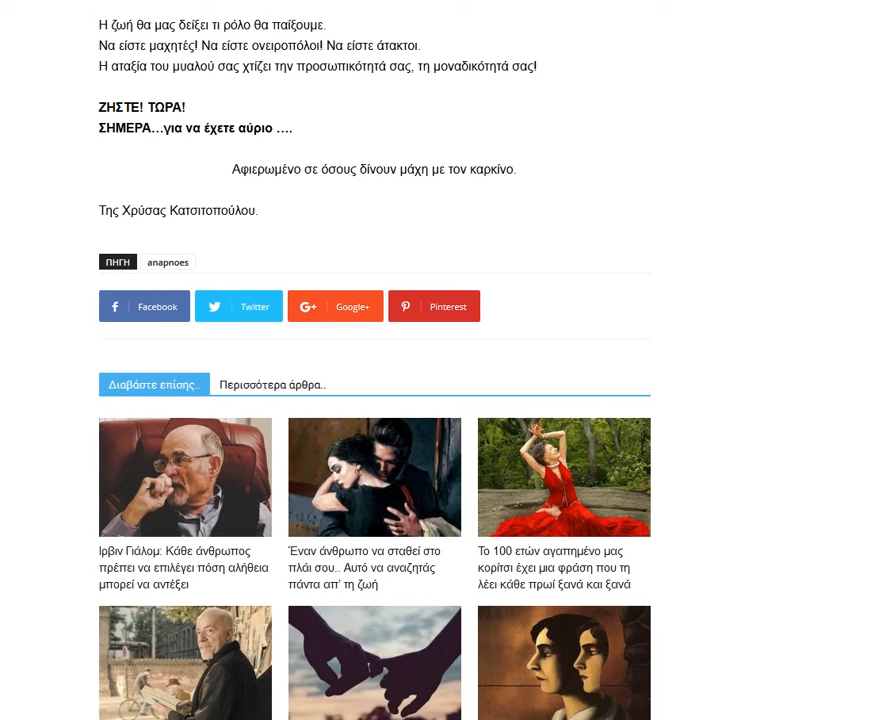 Η ζωή θα μας δείξει τι ρόλο θα παίξουμε.
Να είστε μαχητές! Να είστε ονειροπόλοι! Να είστε άτακτοι.
Η αταξία του μυαλού σας χτίζει την προσωπικότητά σας, τη μοναδικότητά σας!
ΖΗΣΤΕ! ΤΩΡΑ!
ΣΗΜΕΡΑ…για να έχετε αύριο ….
Αφιερωμένο σε όσους δίνουν μάχη με τον καρκίνο.
Της Χρύσας Κατσιτοπούλου.
ΠΗΓΗ anapnoes
Facebook Twitter Google+ Pinterest
Διαβάστε επίσης.. Περισσότερα άρθρα..
Ίρβιν Γιάλομ: Κάθε άνθρωπος
πρέπει να επιλέγει πόση αλήθεια
μπορεί να αντέξει
Έναν άνθρωπο να σταθεί στο
πλάι σου.. Αυτό να αναζητάς
πάντα απ’ τη ζωή
Το 100 ετών αγαπημένο μας
κορίτσι έχει μια φράση που τη
λέει κάθε πρωί ξανά και ξανά